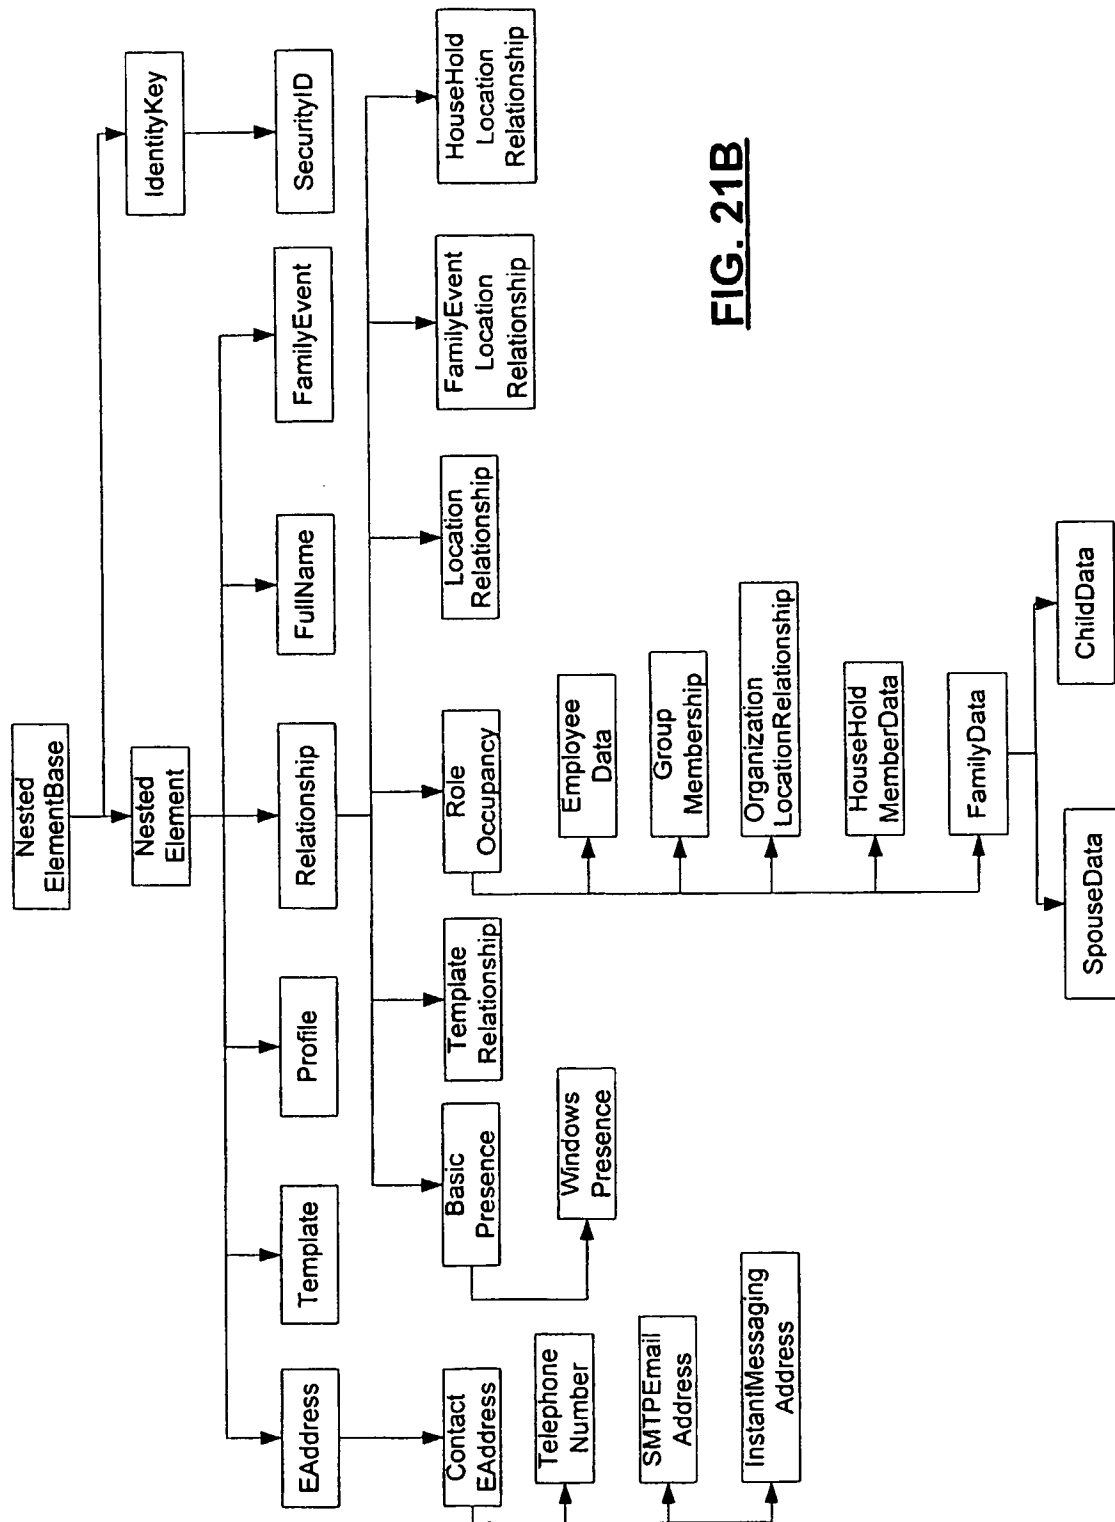 Nested
ElementBase
Nested
Element
IdentityKey
EAddress
Template
Profile
Relationship
FullName
FamilyEvent
SecurityID
Contact
EAddress
Basic
Presence
Template
Relationship
Role
Occupancy
Location
Relationship
FamilyEvent
Location
Relationship
HouseHold
Location
Relationship
Telephone
Number
SMTPEmail
Address
InstantMessaging
Address
Windows
Presence
Employee
Data
Group
Membership
Organization
LocationRelationship
HouseHold
MemberData
FamilyData
SpouseData
ChildData
FIG. 21B